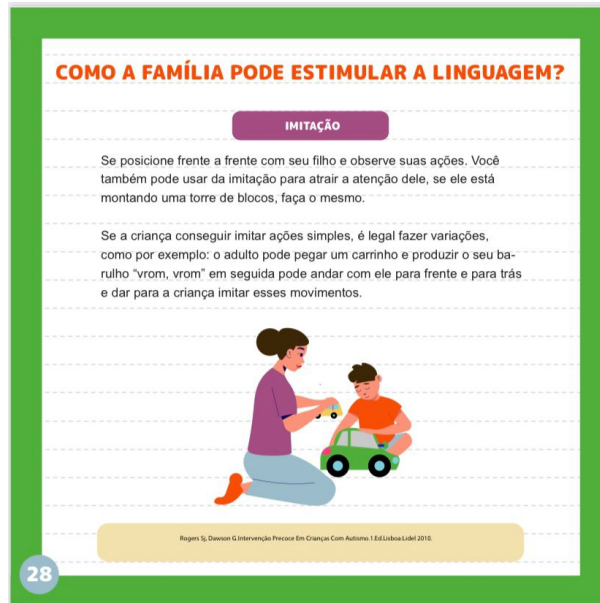 COMO A FAMÍLIA PODE ESTIMULAR A LINGUAGEM?
IMITAÇÃO
Se posicione frente a frente com seu filho e observe suas ações. Você
também pode usar da imitação para atrair a atenção dele, se ele está
montando uma torre de blocos, faça o mesmo.
Se a criança conseguir imitar ações simples, é legal fazer variações,
como por exemplo: o adulto pode pegar um carrinho e produzir o seu ba-
rulho “vrom, vrom” em seguida pode andar com ele para frente e para trás
e dar para a criança imitar esses movimentos.
Rogers Sj, Dawson G.Intervenção Precoce Em Crianças Com Autismo.1.Ed.Lisboa:Lidel 2010.
28